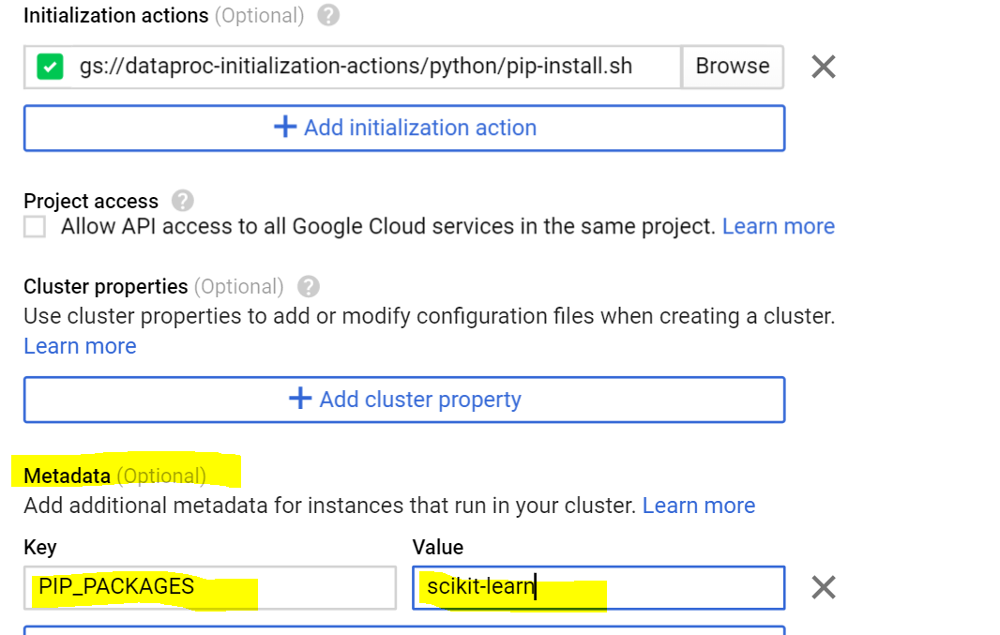 Initialization actions (Optional) ?
gs://dataproc-initialization-actions/python/pip-install.sh Browse
+ Add initialization action
Project access ?
Allow API access to all Google Cloud services in the same project. Learn more
Cluster properties (Optional) ?
Use cluster properties to add or modify configuration files when creating a cluster.
Learn more
+ Add cluster property
Metadata (Optional)
Add additional metadata for instances that run in your cluster. Learn more
Key Value
PIP_PACKAGES scikit-learn